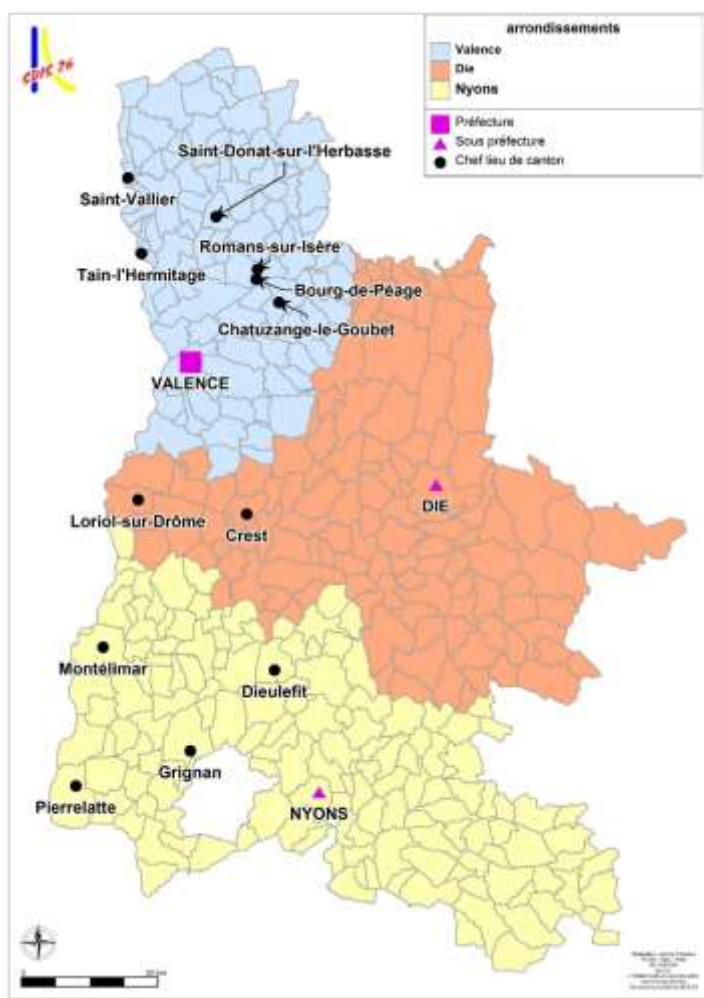 CDIG 26
arrondissements
Valence
Die
Nyons
Préfecture
Sous préfecture
Chef lieu de canton
Saint-Donat-sur-l'Herbasse
Saint-Vallier
Romans-sur-Isère
Tain-l'Hermitage
Bourg-de-Péage
Chatuzange-le-Goubet
VALENCE
DIE
Loriol-sur-Drôme
Crest
Montélimar
Dieulefit
Grignan
Pierrelatte
NYONS
0